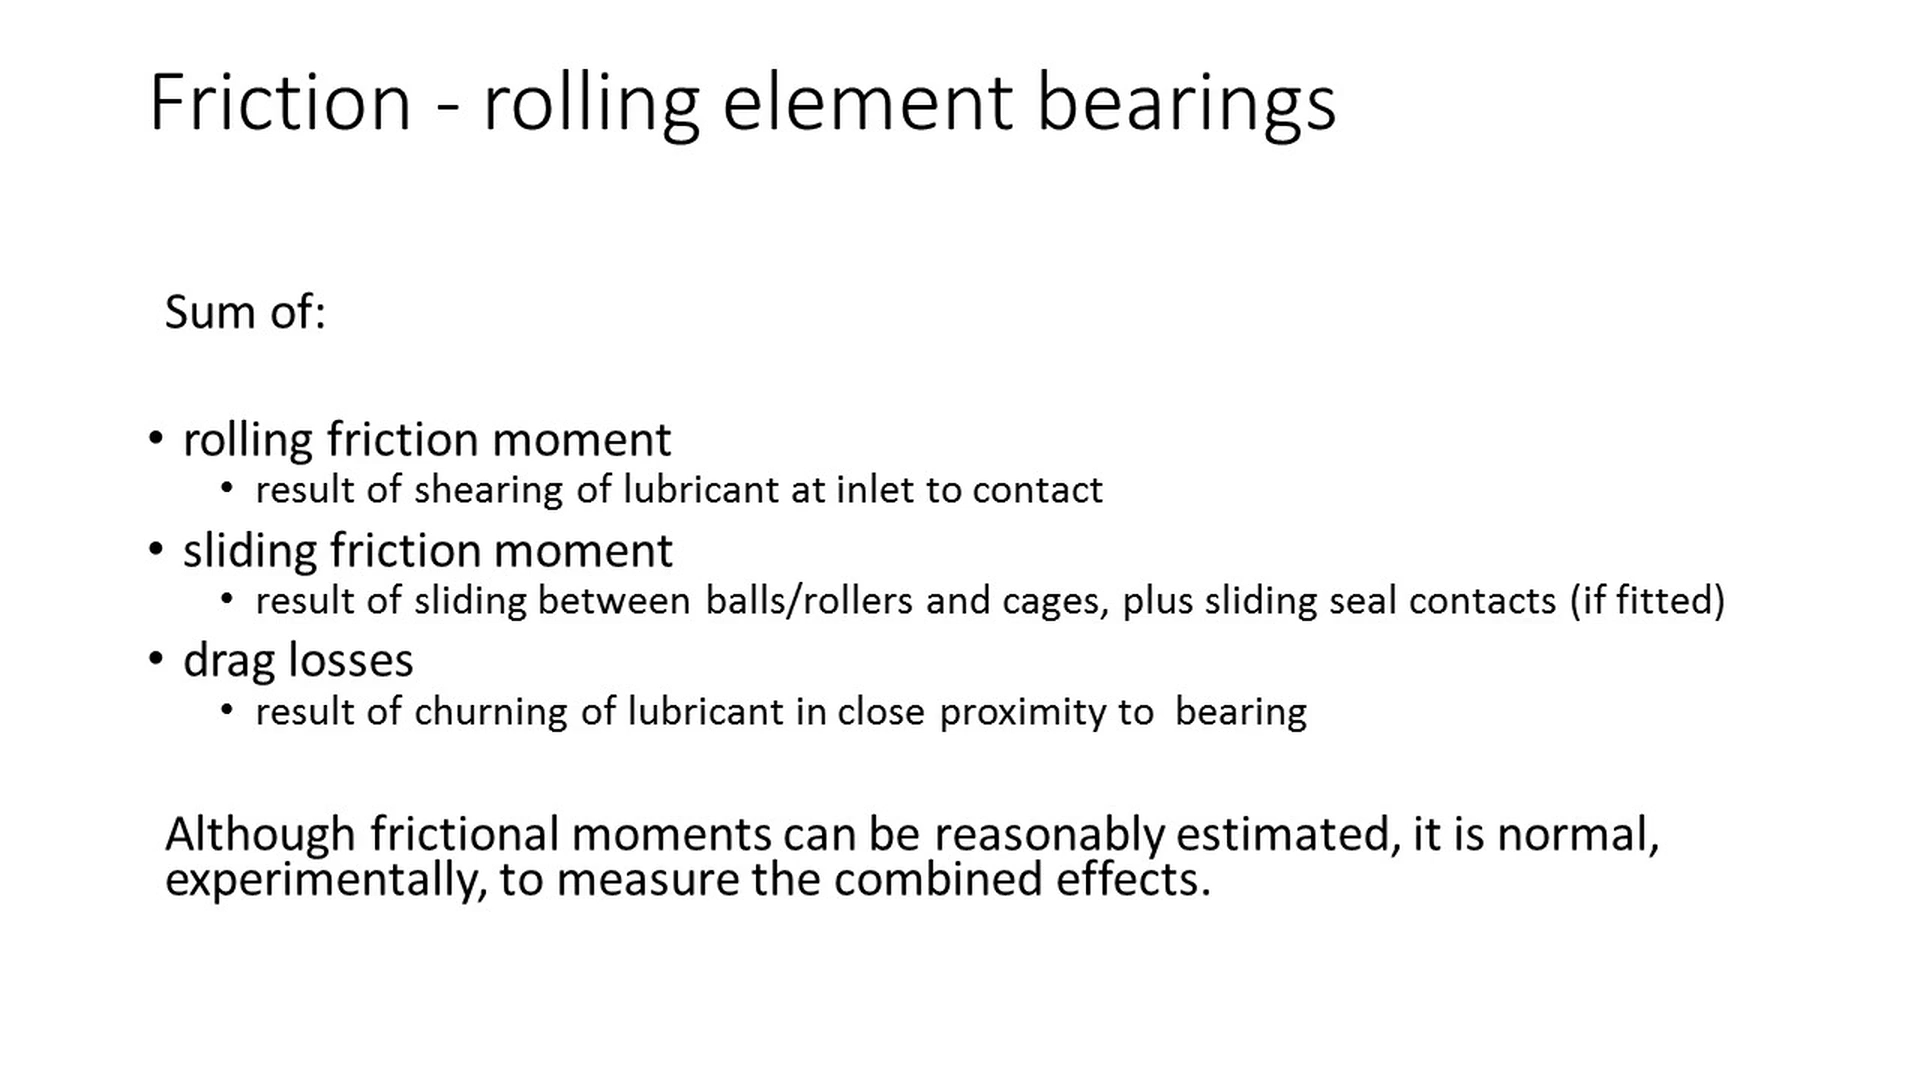 Friction - rolling element bearings
Sum of:
• rolling friction moment
• result of shearing of lubricant at inlet to contact
• sliding friction moment
• result of sliding between balls/rollers and cages, plus sliding seal contacts (if fitted)
• drag losses
• result of churning of lubricant in close proximity to  bearing
Although frictional moments can be reasonably estimated, it is normal,
experimentally, to measure the combined effects.